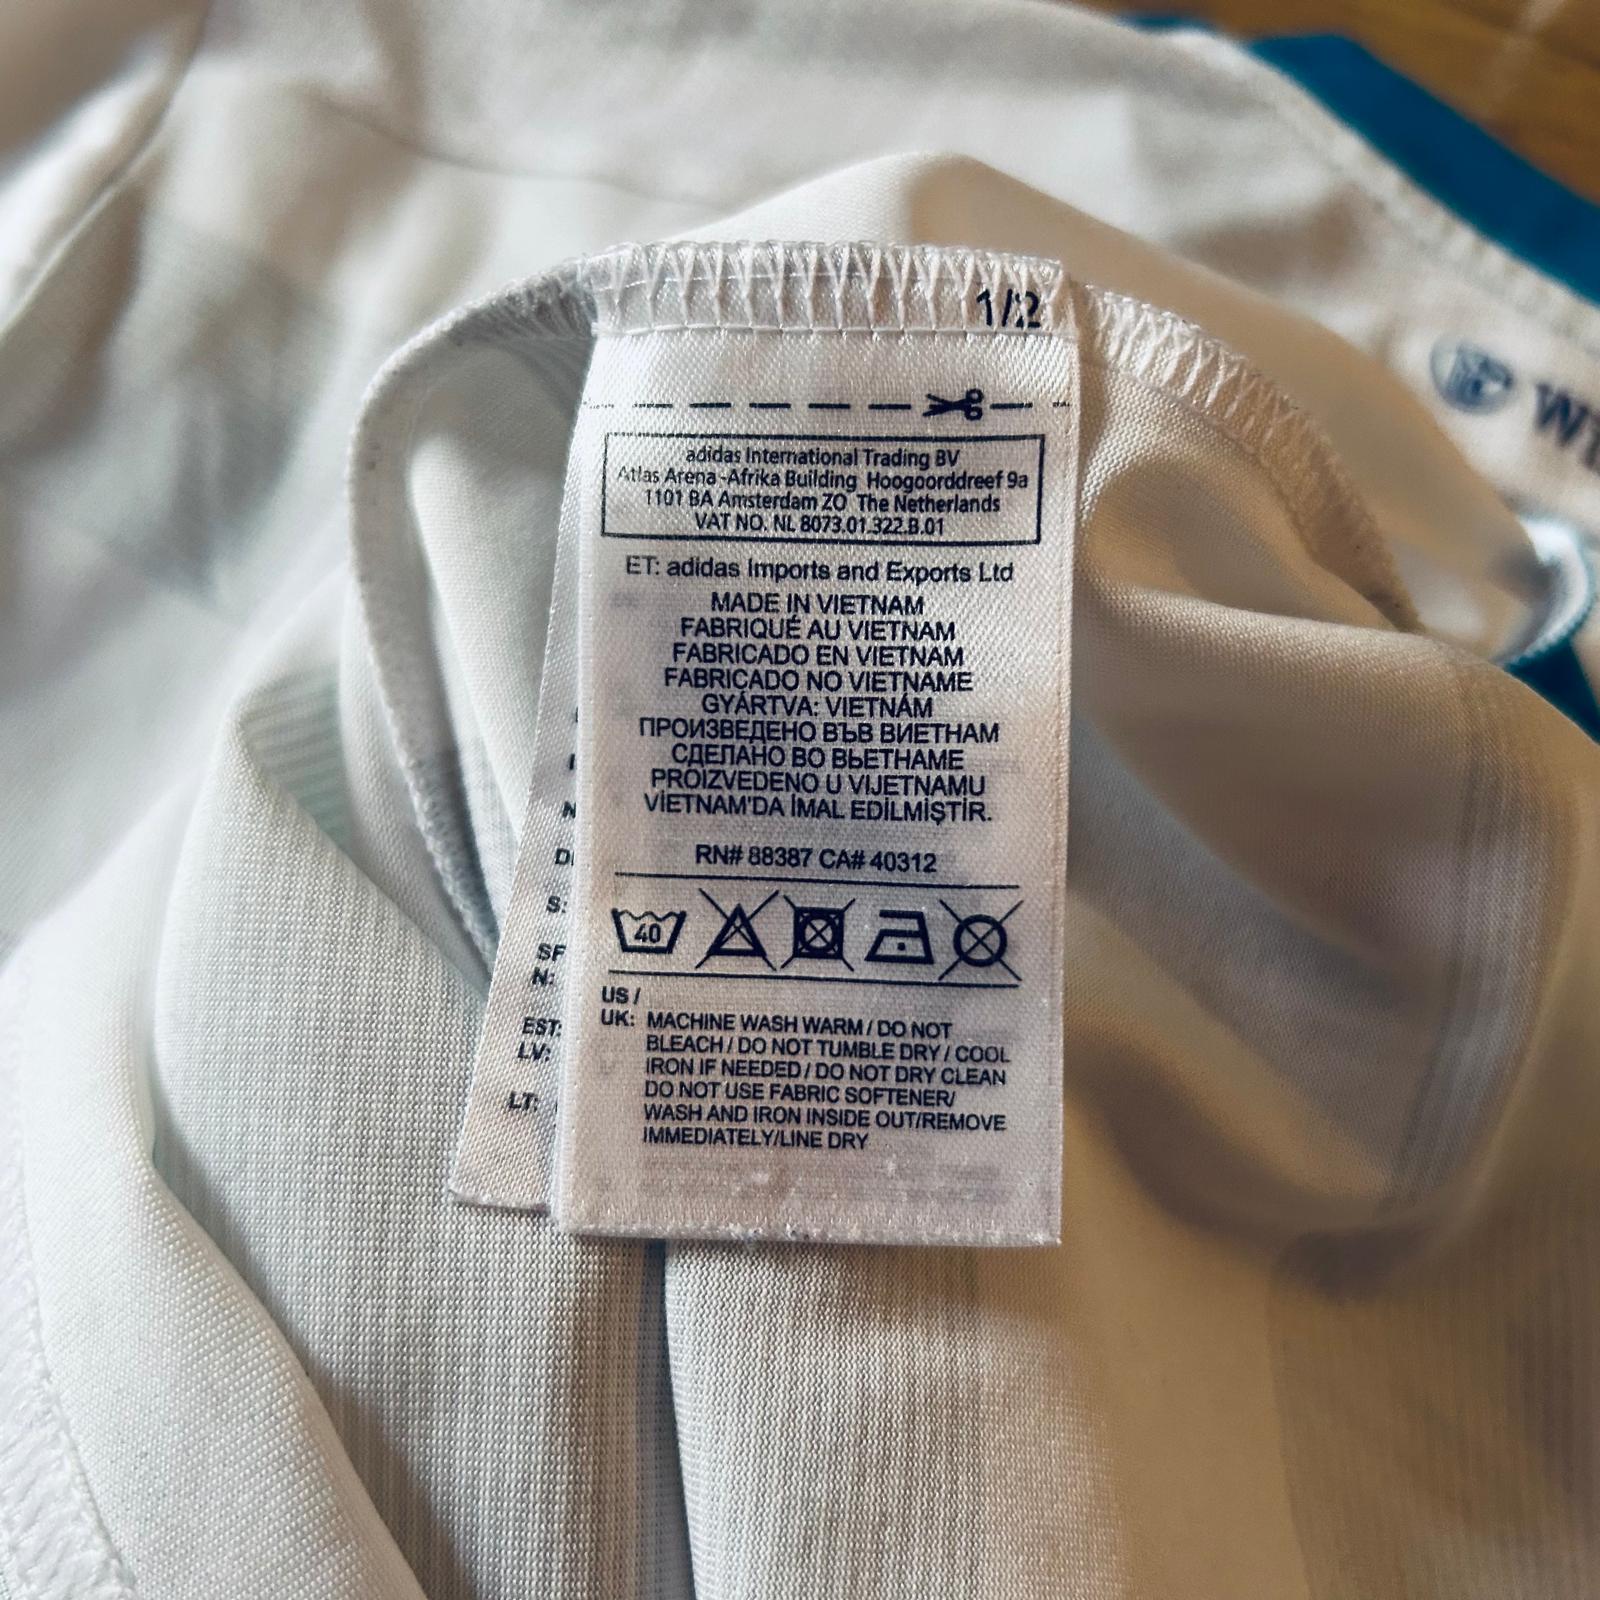 1/2
adidas International Trading BV
Atlas Arena -Afrika Building Hoogoorddreef 9a
1101 BA Amsterdam ZO The Netherlands
VAT NO. NL 8073.01.322.B.01
ET: adidas Imports and Exports Ltd
MADE IN VIETNAM
FABRIQUÉ AU VIETNAM
FABRICADO EN VIETNAM
FABRICADO NO VIETNAME
GYÁRTVA: VIETNÁM
ПРОИЗВЕДЕНО ВЪВ ВИЕТНАМ
СДЕЛАНО ВО ВЬЕТНАМЕ
PROIZVEDENO U VIJETNAMU
VİETNAM'DA İMAL EDİLMİŞTİR.
RN# 88387 CA# 40312
40
US /
UK: MACHINE WASH WARM / DO NOT
BLEACH / DO NOT TUMBLE DRY / COOL
IRON IF NEEDED / DO NOT DRY CLEAN
DO NOT USE FABRIC SOFTENER/
WASH AND IRON INSIDE OUT/REMOVE
IMMEDIATELY/LINE DRY
S:
N:
EST:
LV:
LT: